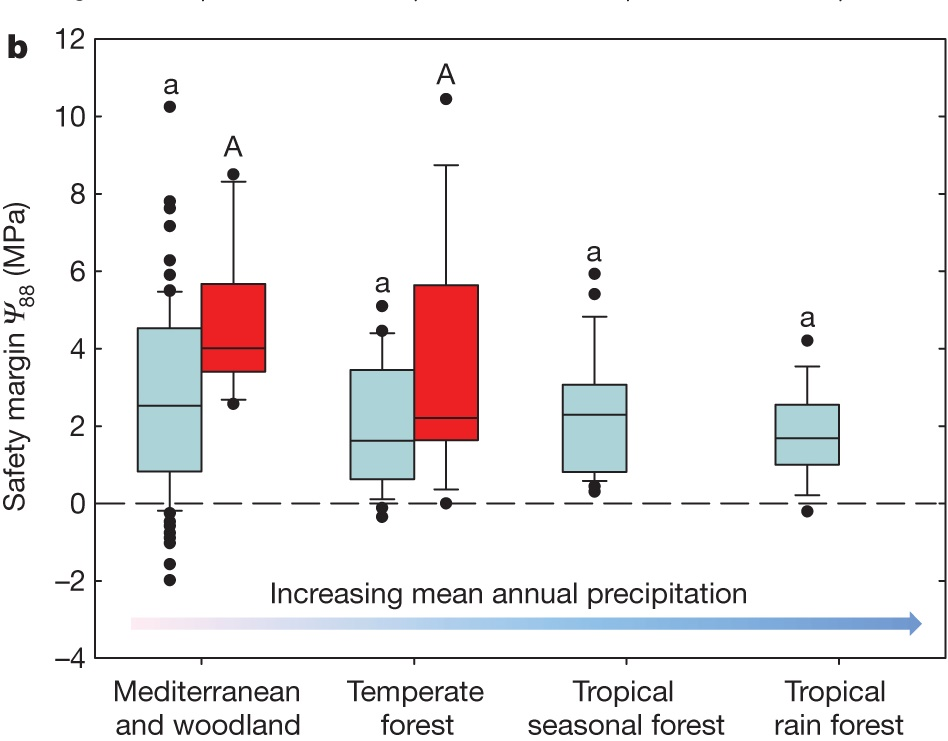 b
12
10
8
6
4
2
0
–2
–4
Safety margin Ψ88 (MPa)
a
A
a
A
a
a
Increasing mean annual precipitation
Mediterranean
and woodland
Temperate
forest
Tropical
seasonal forest
Tropical
rain forest